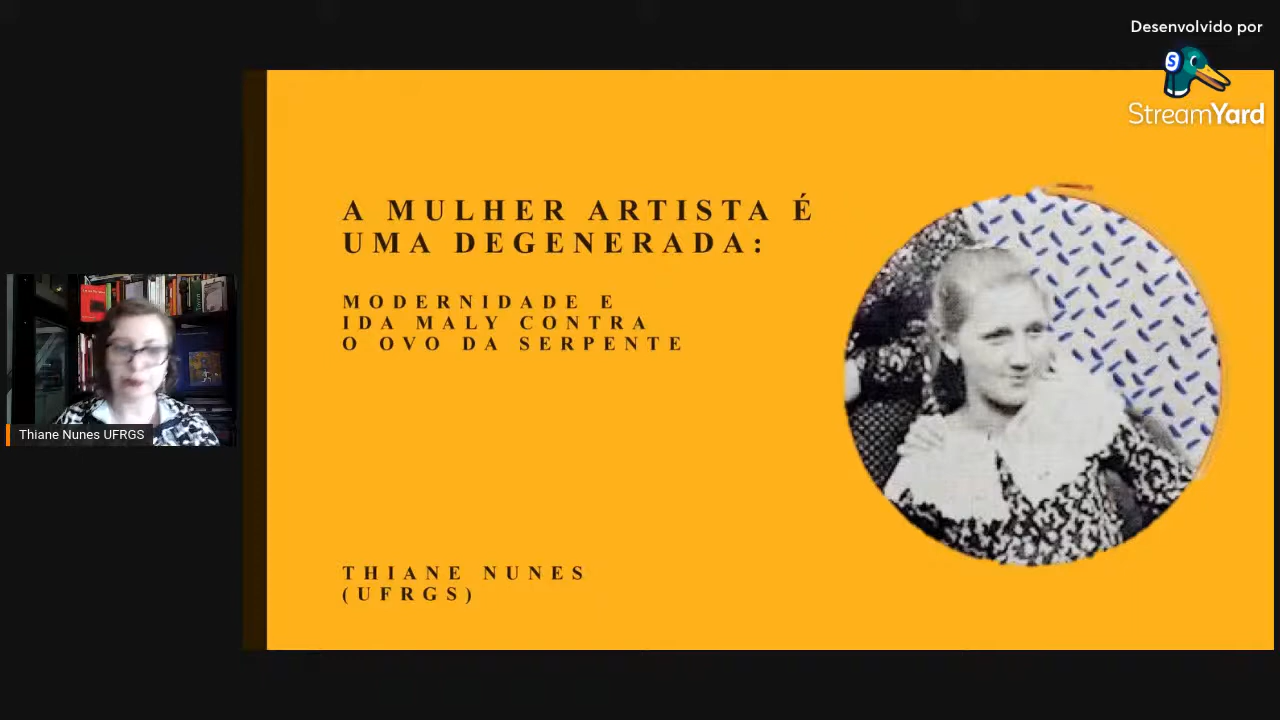 Desenvolvido por
S
StreamYard
A MULHER ARTISTA É
UMA DEGENERADA:
MODERNIDADE E
IDA MALY CONTRA
O OVO DA SERPENTE
Thiane Nunes UFRGS
THIANE NUNES
(UFRGS)